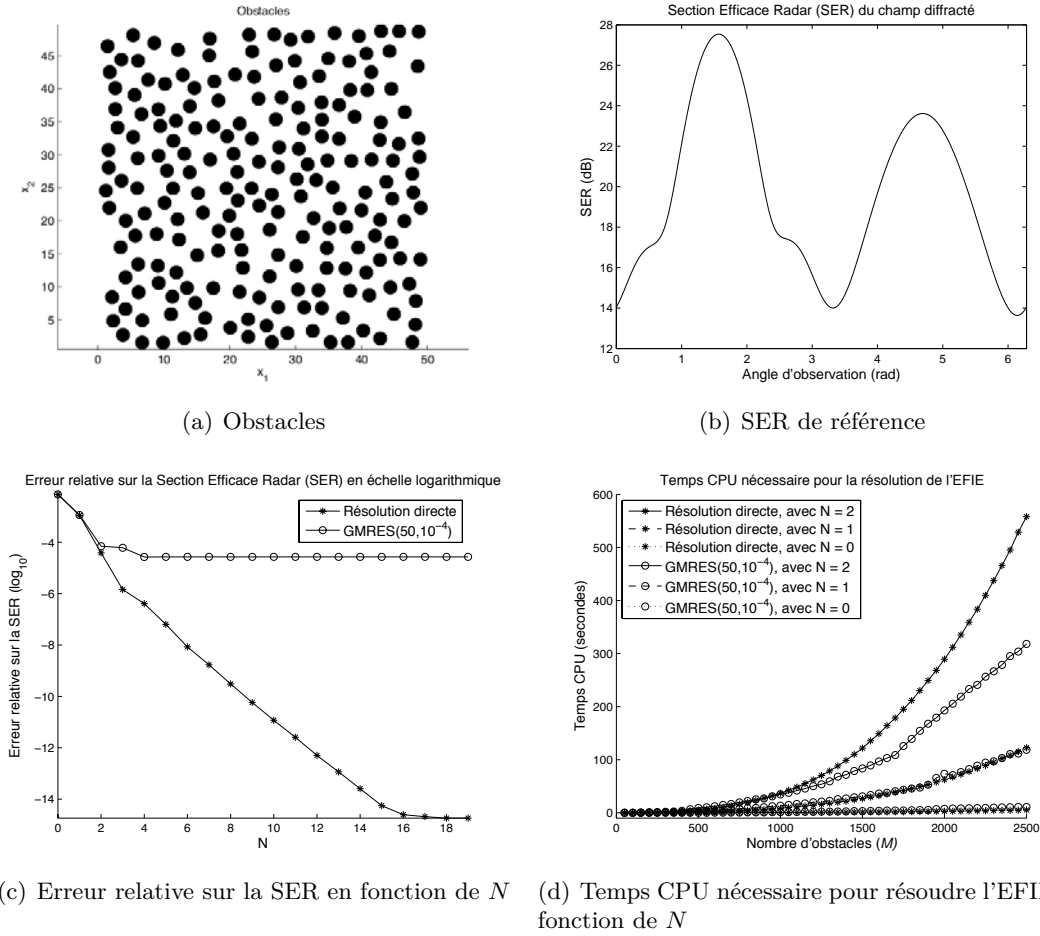 Obstacles
45
40
35
30
25
20
15
10
5
x2
0 10 20 30 40 50
x1
(a) Obstacles
Section Efficace Radar (SER) du champ diffracté
28
26
24
22
20
18
16
14
12
SER (dB)
0 1 2 3 4 5 6
Angle d'observation (rad)
(b) SER de référence
Erreur relative sur la Section Efficace Radar (SER) en échelle logarithmique
Résolution directe
GMRES(50,10^−4)
−4
−6
−8
−10
−12
−14
Erreur relative sur la SER (log10)
0 2 4 6 8 10 12 14 16 18
N
(c) Erreur relative sur la SER en fonction de N
Temps CPU nécessaire pour la résolution de l'EFIE
600
500
400
300
200
100
0
Temps CPU (secondes)
Résolution directe, avec N = 2
Résolution directe, avec N = 1
Résolution directe, avec N = 0
GMRES(50,10^−4), avec N = 2
GMRES(50,10^−4), avec N = 1
GMRES(50,10^−4), avec N = 0
0 500 1000 1500 2000 2500
Nombre d'obstacles (M)
(d) Temps CPU nécessaire pour résoudre l'EFI
fonction de N